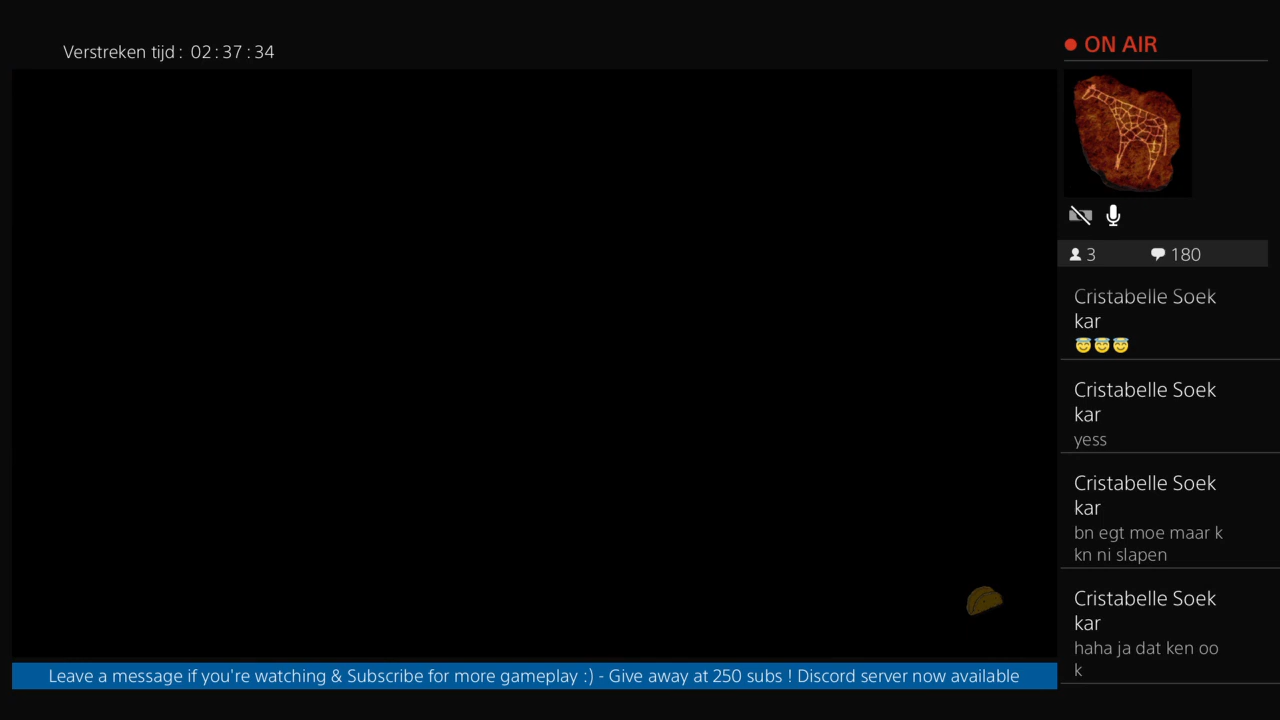 Verstreken tijd : 02 : 37 : 34
ON AIR
3
180
Cristabelle Soek
kar
😇😇😇
Cristabelle Soek
kar
yess
Cristabelle Soek
kar
bn egt moe maar k
kn ni slapen
Cristabelle Soek
kar
haha ja dat ken oo
k
Leave a message if you're watching & Subscribe for more gameplay :) - Give away at 250 subs ! Discord server now available